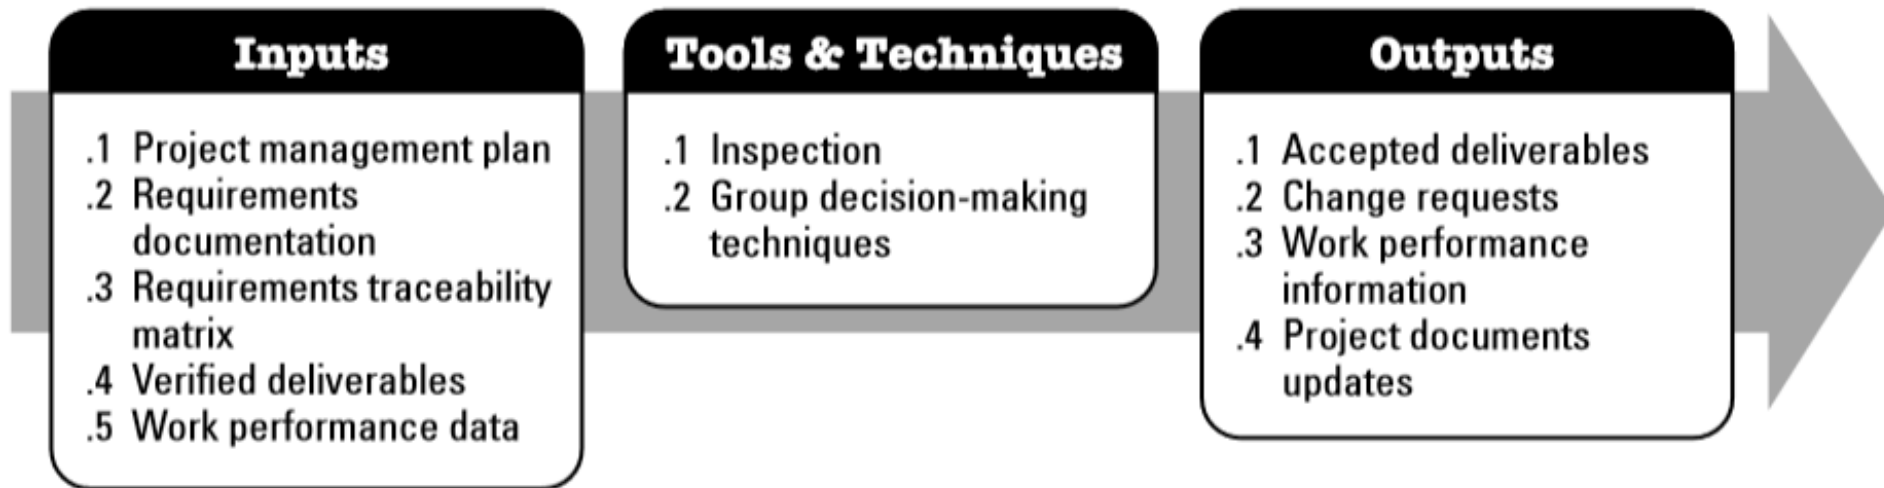 Inputs
.1 Project management plan
.2 Requirements
documentation
.3 Requirements traceability
matrix
.4 Verified deliverables
.5 Work performance data
Tools & Techniques
.1 Inspection
.2 Group decision-making
techniques
Outputs
.1 Accepted deliverables
.2 Change requests
.3 Work performance
information
.4 Project documents
updates